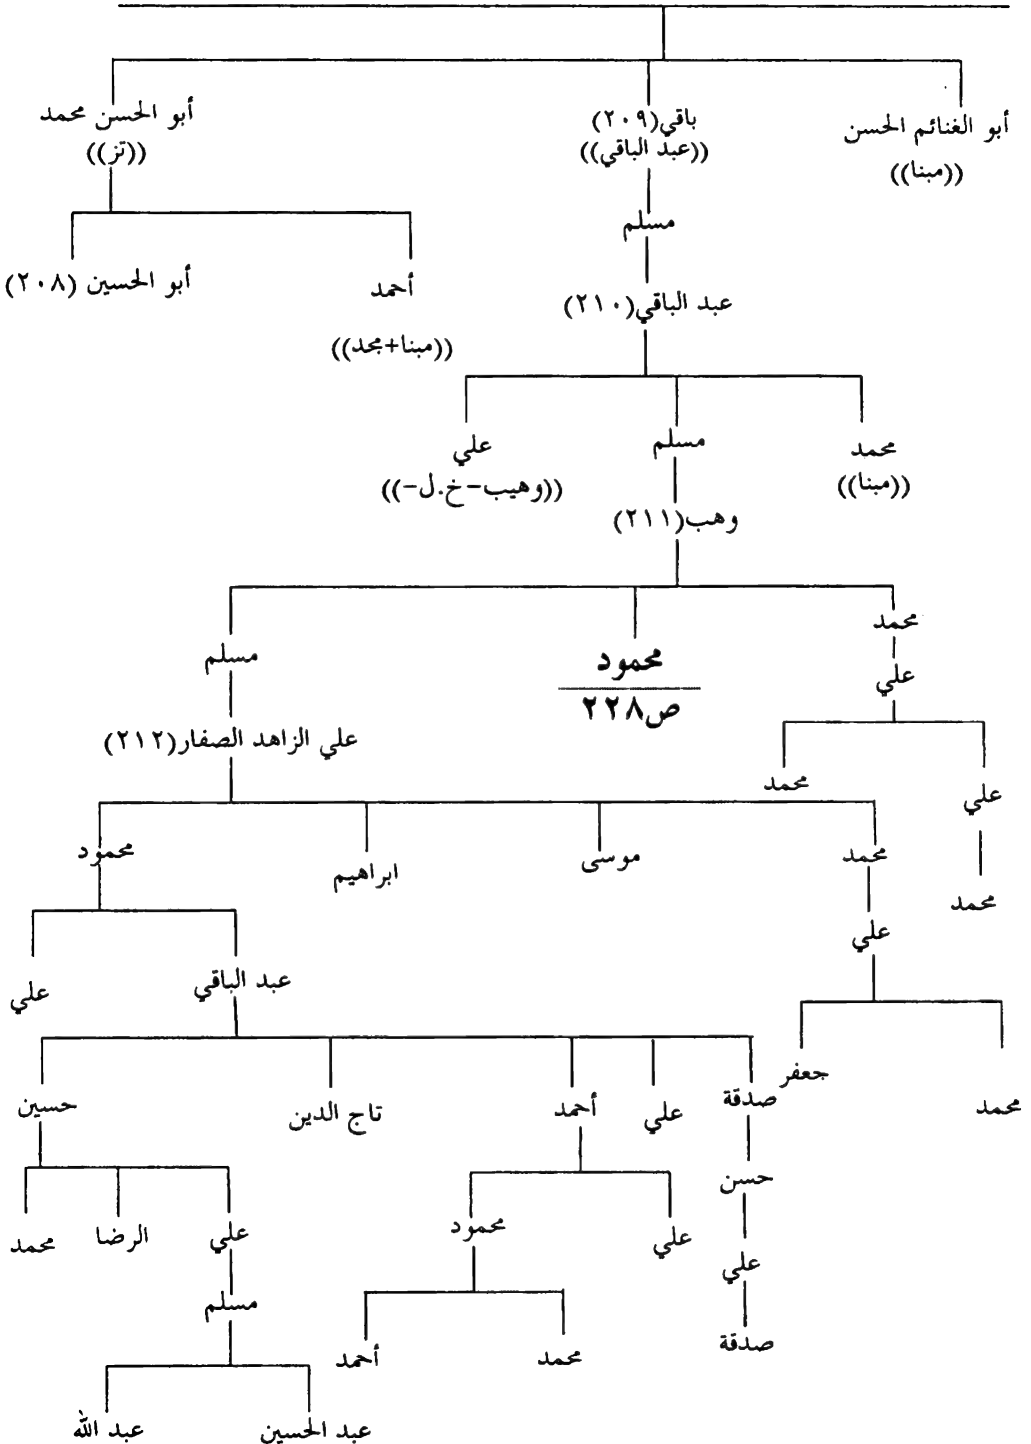 أبو الغنائم الحسن
((مبنا))
باقي(٢٠٩)
((عبد الباقي))
أبو الحسن محمد
((تز))
مسلم
أحمد
((مبنا+مجد))
أبو الحسين (٢٠٨)
عبد الباقي(٢١٠)
محمد
((مبنا))
مسلم
علي
((وهيب-خ.ل-))
وهب(٢١١)
محمد
محمود
ص٢٢٨
مسلم
علي
علي الزاهد الصفار(٢١٢)
علي
محمد
محمد
محمد
موسى
ابراهيم
محمود
علي
عبد الباقي
علي
محمد
جعفر
صدقة
علي
أحمد
تاج الدين
حسين
حسن
علي
محمود
علي
الرضا
محمد
علي
مسلم
صدقة
محمد
أحمد
عبد الحسين
عبد الله